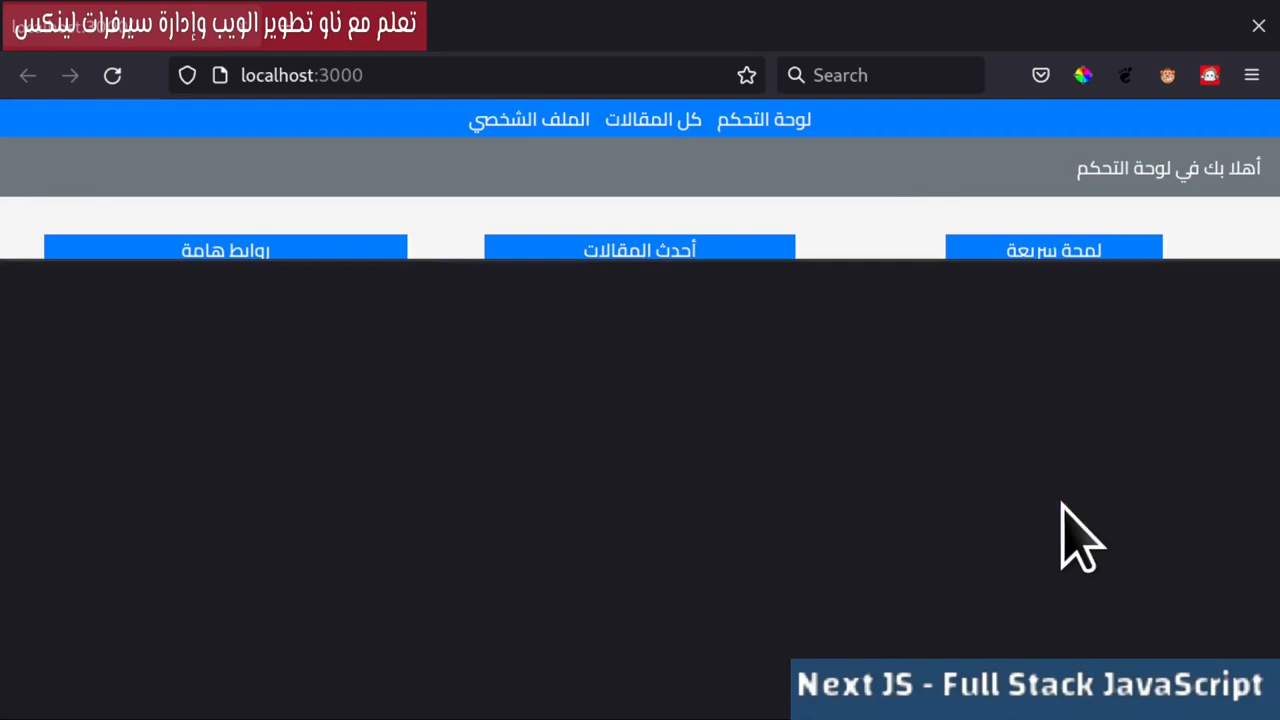 تعلم مع ناو تطوير الويب وإدارة سيرفرات لينكس
localhost:3000
Search
لوحة التحكم كل المقالات الملف الشخصي
أهلا بك في لوحة التحكم
لمحة سريعة
أحدث المقالات
روابط هامة
Next JS - Full Stack JavaScript